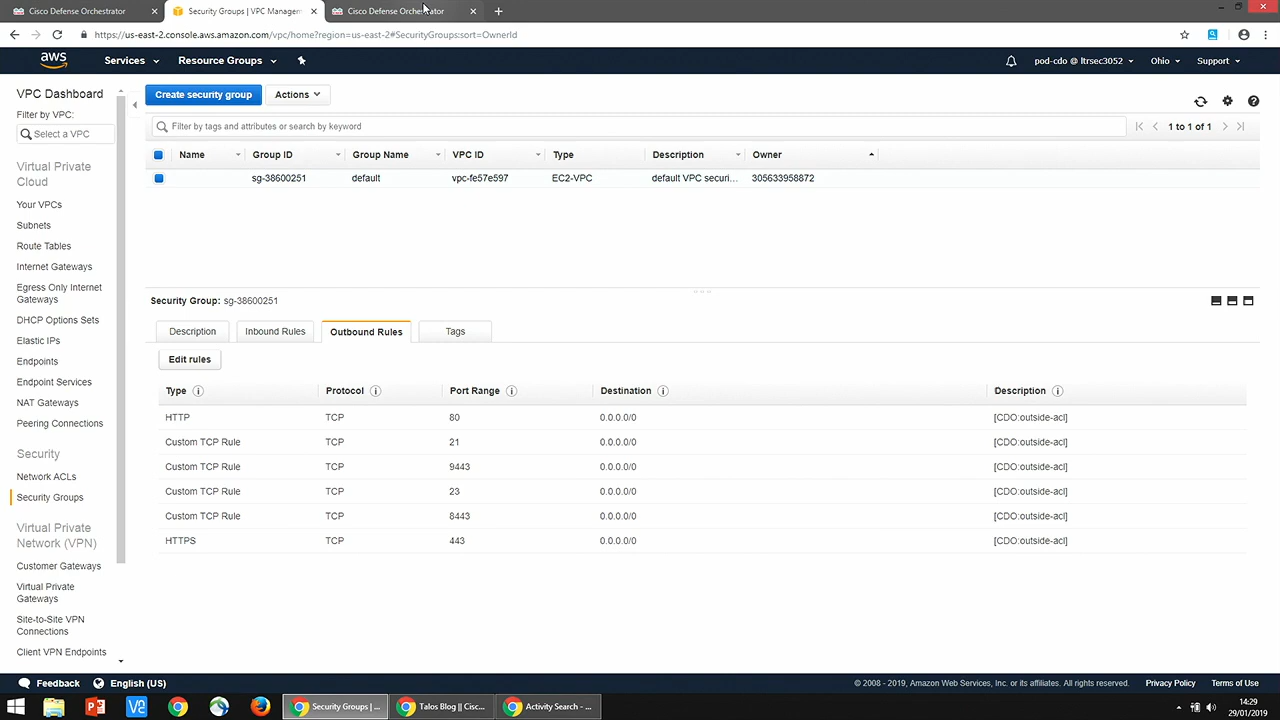 Cisco Defense Orchestrator
Security Groups | VPC Managem
Cisco Defense Orchestrator
https://us-east-2.console.aws.amazon.com/vpc/home?region=us-east-2#SecurityGroups:sort=OwnerId
aws Services Resource Groups pod-cdo @ ltrsec3052 Ohio Support
VPC Dashboard
Filter by VPC:
Select a VPC
Virtual Private
Cloud
Your VPCs
Subnets
Route Tables
Internet Gateways
Egress Only Internet
Gateways
DHCP Options Sets
Elastic IPs
Endpoints
Endpoint Services
NAT Gateways
Peering Connections
Security
Network ACLs
Security Groups
Virtual Private
Network (VPN)
Customer Gateways
Virtual Private
Gateways
Site-to-Site VPN
Connections
Client VPN Endpoints
Create security group Actions
Filter by tags and attributes or search by keyword 1 to 1 of 1
Name Group ID Group Name VPC ID Type Description Owner
sg-38600251 default vpc-fe57e597 EC2-VPC default VPC securi... 305633958872
Security Group: sg-38600251
Description Inbound Rules Outbound Rules Tags
Edit rules
Type Protocol Port Range Destination Description
HTTP TCP 80 0.0.0.0/0 [CDO:outside-acl]
Custom TCP Rule TCP 21 0.0.0.0/0 [CDO:outside-acl]
Custom TCP Rule TCP 9443 0.0.0.0/0 [CDO:outside-acl]
Custom TCP Rule TCP 23 0.0.0.0/0 [CDO:outside-acl]
Custom TCP Rule TCP 8443 0.0.0.0/0 [CDO:outside-acl]
HTTPS TCP 443 0.0.0.0/0 [CDO:outside-acl]
Feedback English (US) © 2008 - 2019, Amazon Web Services, Inc. or its affiliates. All rights reserved. Privacy Policy Terms of Use
Security Groups | ... Talos Blog || Cisc... Activity Search - ... 14:29
29/01/2019